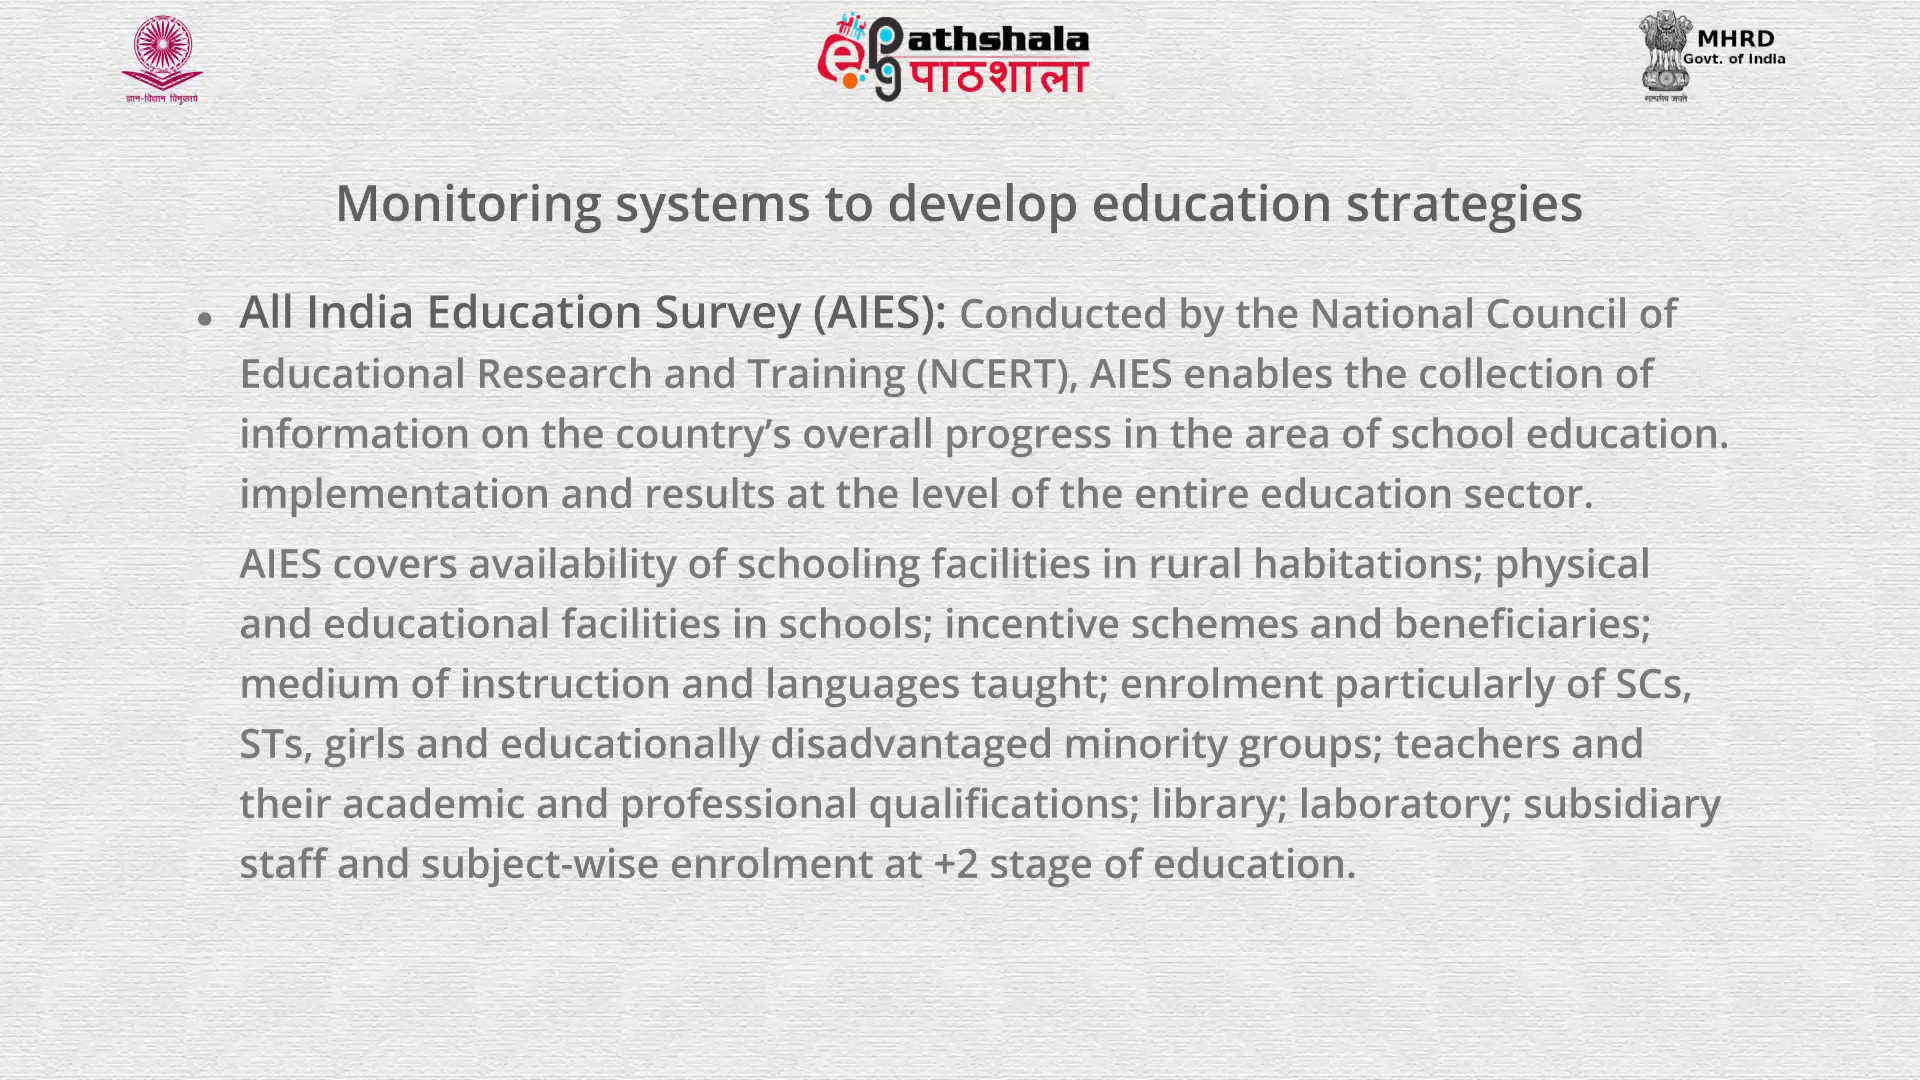 ज्ञान-विज्ञान विमुक्तये
e Pg athshala
पाठशाला
MHRD
Govt. of India
सत्यमेव जयते
Monitoring systems to develop education strategies
• All India Education Survey (AIES): Conducted by the National Council of
Educational Research and Training (NCERT), AIES enables the collection of
information on the country’s overall progress in the area of school education.
implementation and results at the level of the entire education sector.
AIES covers availability of schooling facilities in rural habitations; physical
and educational facilities in schools; incentive schemes and beneficiaries;
medium of instruction and languages taught; enrolment particularly of SCs,
STs, girls and educationally disadvantaged minority groups; teachers and
their academic and professional qualifications; library; laboratory; subsidiary
staff and subject-wise enrolment at +2 stage of education.